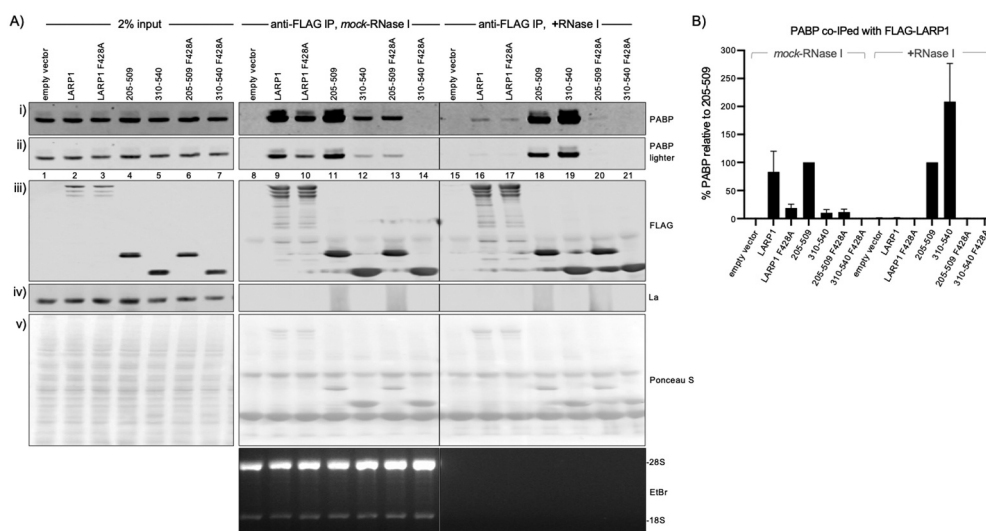 A)
2% input
anti-FLAG IP, mock-RNase I
anti-FLAG IP, +RNase I
empty vector
LARP1
LARP1 F428A
205-509
310-540
205-509 F428A
310-540 F428A
empty vector
LARP1
LARP1 F428A
205-509
310-540
205-509 F428A
310-540 F428A
empty vector
LARP1
LARP1 F428A
205-509
310-540
205-509 F428A
310-540 F428A
i)
PABP
ii)
PABP
lighter
1 2 3 4 5 6 7 8 9 10 11 12 13 14 15 16 17 18 19 20 21
iii)
FLAG
iv)
La
v)
Ponceau S
-28S
EtBr
-18S
B)
PABP co-IPed with FLAG-LARP1
mock-RNase I
+RNase I
% PABP relative to 205-509
300
250
200
150
100
50
0
empty vector
LARP1
LARP1 F428A
205-509
310-540
205-509 F428A
310-540 F428A
empty vector
LARP1
LARP1 F428A
205-509
310-540
205-509 F428A
310-540 F428A